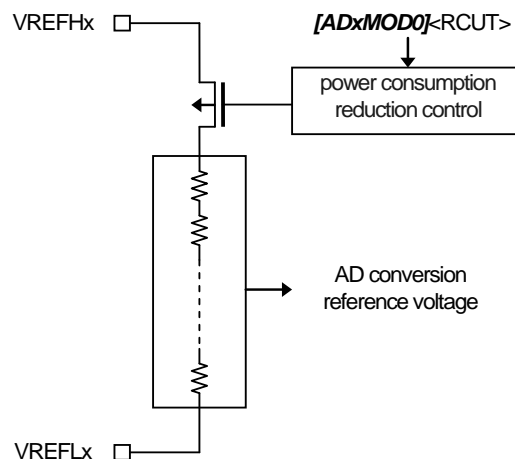 VREFHx
[ADxMOD0]<RCUT>
power consumption
reduction control
AD conversion
reference voltage
VREFLx